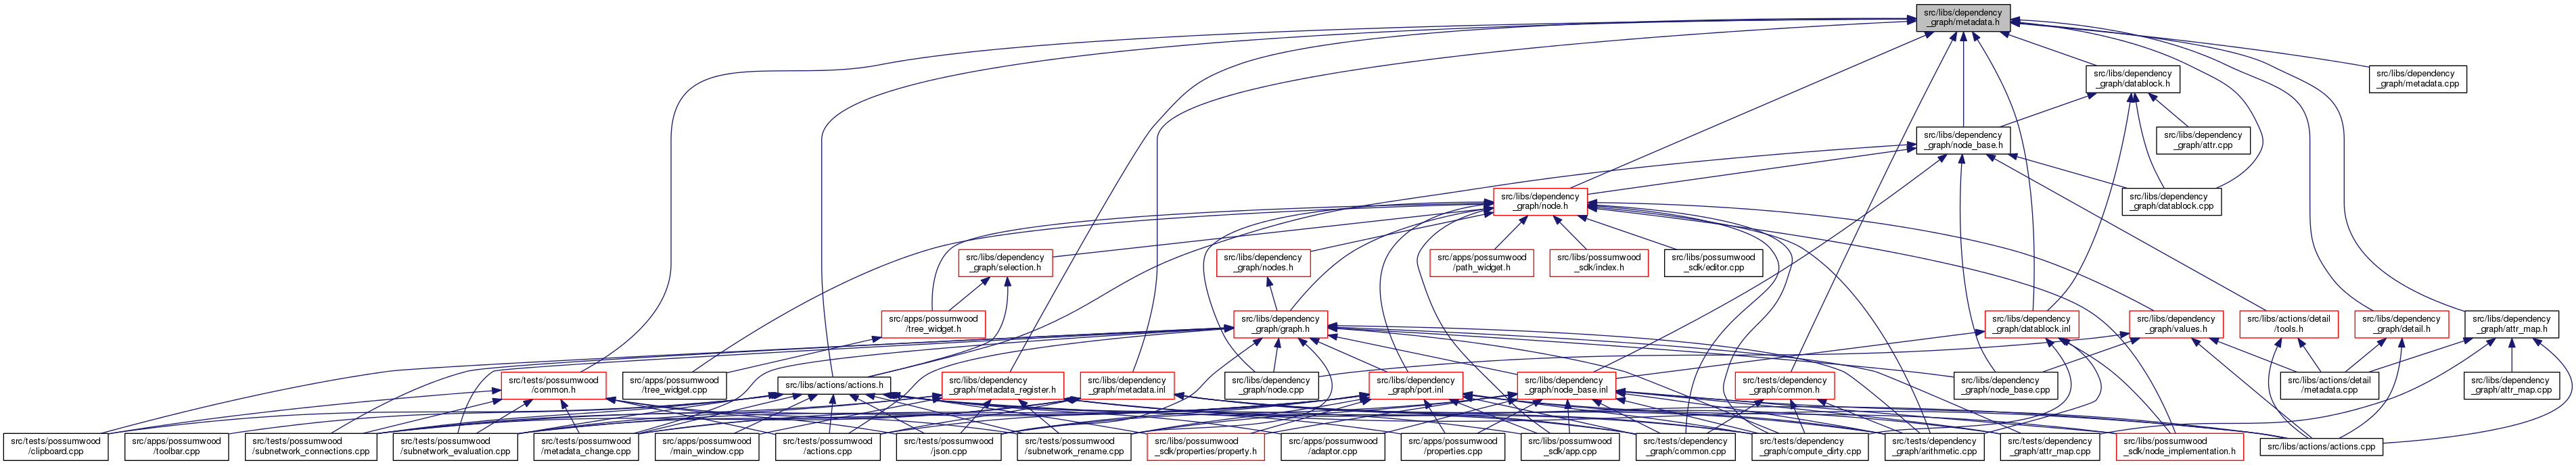 src/libs/dependency
_graph/metadata.h
src/libs/dependency
_graph/datablock.h
src/libs/dependency
_graph/metadata.cpp
src/libs/dependency
_graph/node_base.h
src/libs/dependency
_graph/attr.cpp
src/libs/dependency
_graph/node.h
src/libs/dependency
_graph/datablock.cpp
src/libs/dependency
_graph/selection.h
src/libs/dependency
_graph/nodes.h
src/apps/possumwood
/path_widget.h
src/libs/possumwood
_sdk/index.h
src/libs/possumwood
_sdk/editor.cpp
src/apps/possumwood
/tree_widget.h
src/libs/dependency
_graph/graph.h
src/libs/dependency
_graph/datablock.inl
src/libs/dependency
_graph/values.h
src/libs/actions/detail
/tools.h
src/libs/dependency
_graph/detail.h
src/libs/dependency
_graph/attr_map.h
src/tests/possumwood
/common.h
src/apps/possumwood
/tree_widget.cpp
src/libs/actions/actions.h
src/libs/dependency
_graph/metadata_register.h
src/libs/dependency
_graph/metadata.inl
src/libs/dependency
_graph/node.cpp
src/libs/dependency
_graph/port.inl
src/libs/dependency
_graph/node_base.inl
src/tests/dependency
_graph/common.h
src/libs/dependency
_graph/node_base.cpp
src/libs/actions/detail
/metadata.cpp
src/libs/dependency
_graph/attr_map.cpp
src/tests/possumwood
/clipboard.cpp
src/apps/possumwood
/toolbar.cpp
src/tests/possumwood
/subnetwork_connections.cpp
src/tests/possumwood
/subnetwork_evaluation.cpp
src/tests/possumwood
/metadata_change.cpp
src/apps/possumwood
/main_window.cpp
src/tests/possumwood
/actions.cpp
src/tests/possumwood
/json.cpp
src/tests/possumwood
/subnetwork_rename.cpp
src/libs/possumwood
_sdk/properties/property.h
src/apps/possumwood
/adaptor.cpp
src/apps/possumwood
/properties.cpp
src/libs/possumwood
_sdk/app.cpp
src/tests/dependency
_graph/common.cpp
src/tests/dependency
_graph/compute_dirty.cpp
src/tests/dependency
_graph/arithmetic.cpp
src/tests/dependency
_graph/attr_map.cpp
src/libs/possumwood
_sdk/node_implementation.h
src/libs/actions/actions.cpp